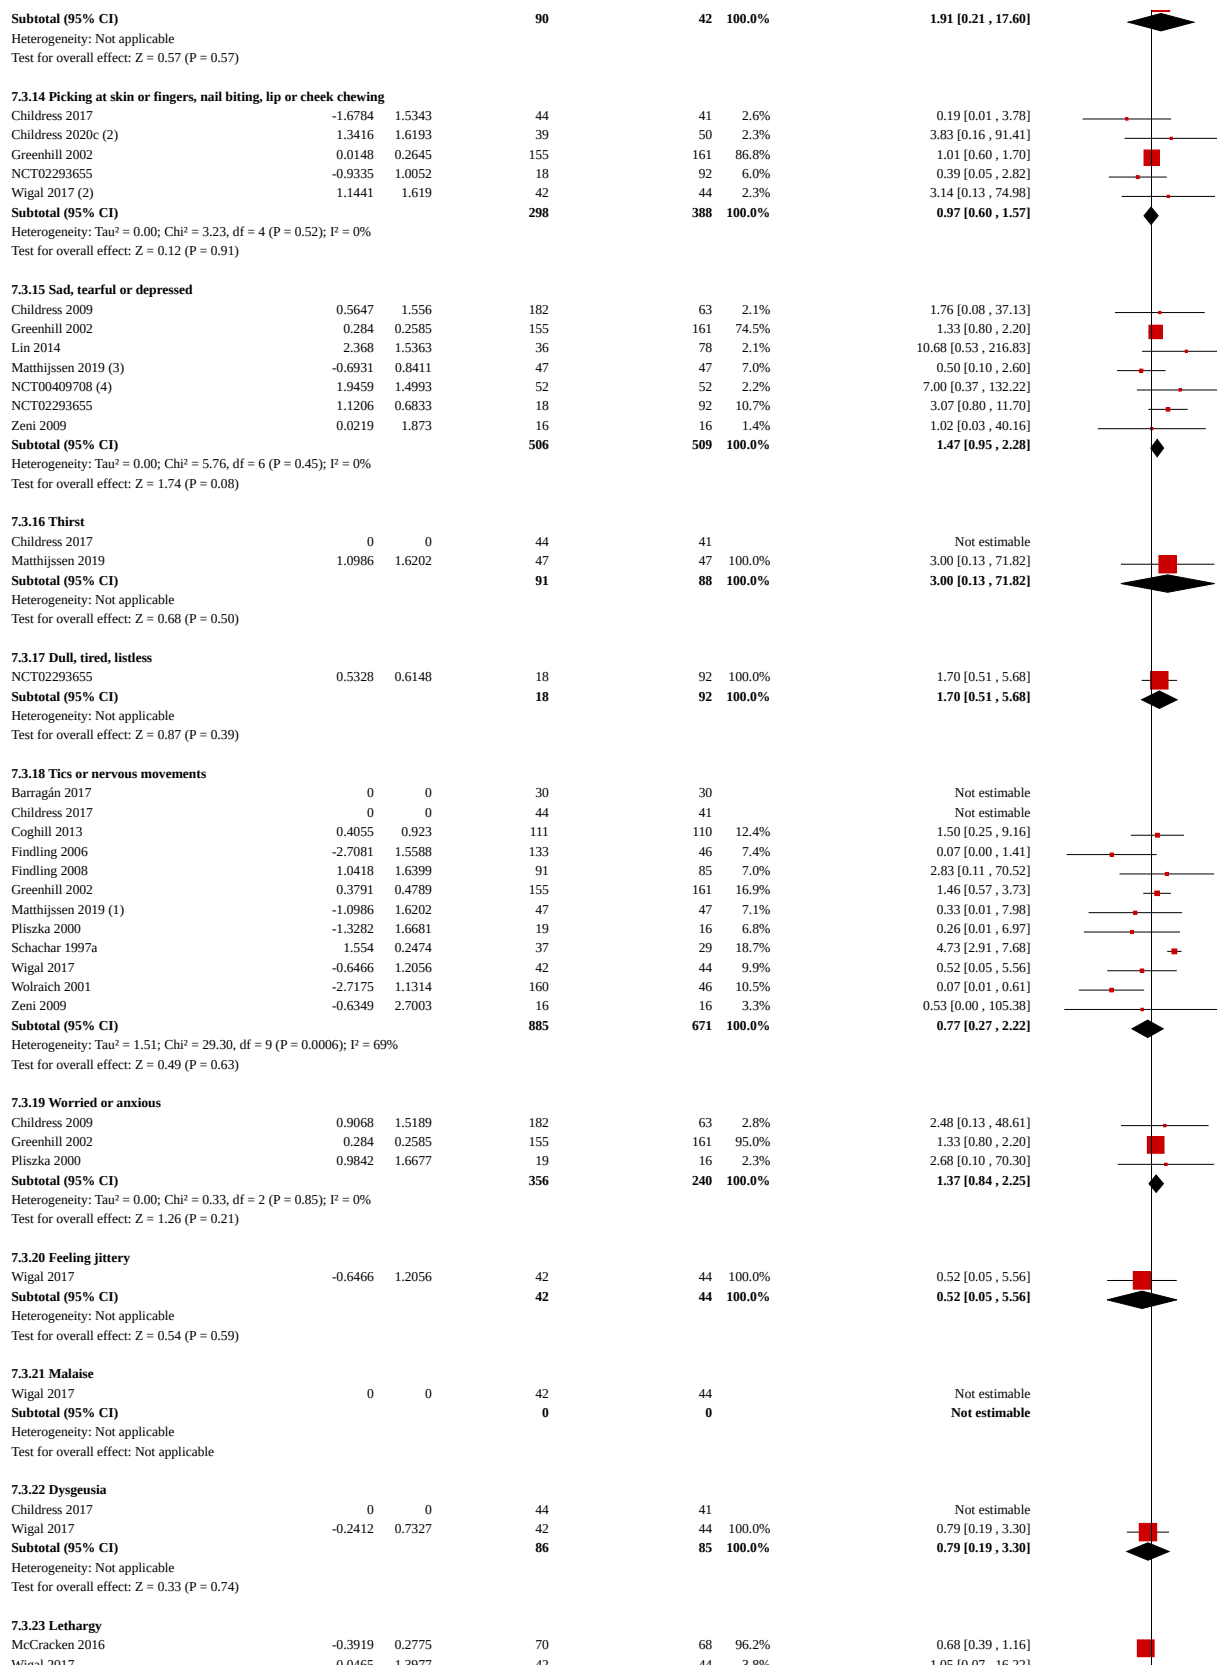 Subtotal (95% CI) 90 42 100.0% 1.91 [0.21 , 17.60]
Heterogeneity: Not applicable
Test for overall effect: Z = 0.57 (P = 0.57)
7.3.14 Picking at skin or fingers, nail biting, lip or cheek chewing
Childress 2017 -1.6784 1.5343 44 41 2.6% 0.19 [0.01 , 3.78]
Childress 2020c (2) 1.3416 1.6193 39 50 2.3% 3.83 [0.16 , 91.41]
Greenhill 2002 0.0148 0.2645 155 161 86.8% 1.01 [0.60 , 1.70]
NCT02293655 -0.9335 1.0052 18 92 6.0% 0.39 [0.05 , 2.82]
Wigal 2017 (2) 1.1441 1.619 42 44 2.3% 3.14 [0.13 , 74.98]
Subtotal (95% CI) 298 388 100.0% 0.97 [0.60 , 1.57]
Heterogeneity: Tau² = 0.00; Chi² = 3.23, df = 4 (P = 0.52); I² = 0%
Test for overall effect: Z = 0.12 (P = 0.91)
7.3.15 Sad, tearful or depressed
Childress 2009 0.5647 1.556 182 63 2.1% 1.76 [0.08 , 37.13]
Greenhill 2002 0.284 0.2585 155 161 74.5% 1.33 [0.80 , 2.20]
Lin 2014 2.368 1.5363 36 78 2.1% 10.68 [0.53 , 216.83]
Matthijssen 2019 (3) -0.6931 0.8411 47 47 7.0% 0.50 [0.10 , 2.60]
NCT00409708 (4) 1.9459 1.4993 52 52 2.2% 7.00 [0.37 , 132.22]
NCT02293655 1.1206 0.6833 18 92 10.7% 3.07 [0.80 , 11.70]
Zeni 2009 0.0219 1.873 16 16 1.4% 1.02 [0.03 , 40.16]
Subtotal (95% CI) 506 509 100.0% 1.47 [0.95 , 2.28]
Heterogeneity: Tau² = 0.00; Chi² = 5.76, df = 6 (P = 0.45); I² = 0%
Test for overall effect: Z = 1.74 (P = 0.08)
7.3.16 Thirst
Childress 2017 0 0 44 41 Not estimable
Matthijssen 2019 1.0986 1.6202 47 47 100.0% 3.00 [0.13 , 71.82]
Subtotal (95% CI) 91 88 100.0% 3.00 [0.13 , 71.82]
Heterogeneity: Not applicable
Test for overall effect: Z = 0.68 (P = 0.50)
7.3.17 Dull, tired, listless
NCT02293655 0.5328 0.6148 18 92 100.0% 1.70 [0.51 , 5.68]
Subtotal (95% CI) 18 92 100.0% 1.70 [0.51 , 5.68]
Heterogeneity: Not applicable
Test for overall effect: Z = 0.87 (P = 0.39)
7.3.18 Tics or nervous movements
Barragán 2017 0 0 30 30 Not estimable
Childress 2017 0 0 44 41 Not estimable
Coghill 2013 0.4055 0.923 111 110 12.4% 1.50 [0.25 , 9.16]
Findling 2006 -2.7081 1.5588 133 46 7.4% 0.07 [0.00 , 1.41]
Findling 2008 1.0418 1.6399 91 85 7.0% 2.83 [0.11 , 70.52]
Greenhill 2002 0.3791 0.4789 155 161 16.9% 1.46 [0.57 , 3.73]
Matthijssen 2019 (1) -1.0986 1.6202 47 47 7.1% 0.33 [0.01 , 7.98]
Pliszka 2000 -1.3282 1.6681 19 16 6.8% 0.26 [0.01 , 6.97]
Schachar 1997a 1.554 0.2474 37 29 18.7% 4.73 [2.91 , 7.68]
Wigal 2017 -0.6466 1.2056 42 44 9.9% 0.52 [0.05 , 5.56]
Wolraich 2001 -2.7175 1.1314 160 46 10.5% 0.07 [0.01 , 0.61]
Zeni 2009 -0.6349 2.7003 16 16 3.3% 0.53 [0.00 , 105.38]
Subtotal (95% CI) 885 671 100.0% 0.77 [0.27 , 2.22]
Heterogeneity: Tau² = 1.51; Chi² = 29.30, df = 9 (P = 0.0006); I² = 69%
Test for overall effect: Z = 0.49 (P = 0.63)
7.3.19 Worried or anxious
Childress 2009 0.9068 1.5189 182 63 2.8% 2.48 [0.13 , 48.61]
Greenhill 2002 0.284 0.2585 155 161 95.0% 1.33 [0.80 , 2.20]
Pliszka 2000 0.9842 1.6677 19 16 2.3% 2.68 [0.10 , 70.30]
Subtotal (95% CI) 356 240 100.0% 1.37 [0.84 , 2.25]
Heterogeneity: Tau² = 0.00; Chi² = 0.33, df = 2 (P = 0.85); I² = 0%
Test for overall effect: Z = 1.26 (P = 0.21)
7.3.20 Feeling jittery
Wigal 2017 -0.6466 1.2056 42 44 100.0% 0.52 [0.05 , 5.56]
Subtotal (95% CI) 42 44 100.0% 0.52 [0.05 , 5.56]
Heterogeneity: Not applicable
Test for overall effect: Z = 0.54 (P = 0.59)
7.3.21 Malaise
Wigal 2017 0 0 42 44 Not estimable
Subtotal (95% CI) 0 0 Not estimable
Heterogeneity: Not applicable
Test for overall effect: Not applicable
7.3.22 Dysgeusia
Childress 2017 0 0 44 41 Not estimable
Wigal 2017 -0.2412 0.7327 42 44 100.0% 0.79 [0.19 , 3.30]
Subtotal (95% CI) 86 85 100.0% 0.79 [0.19 , 3.30]
Heterogeneity: Not applicable
Test for overall effect: Z = 0.33 (P = 0.74)
7.3.23 Lethargy
McCracken 2016 -0.3919 0.2775 70 68 96.2% 0.68 [0.39 , 1.16]
Wigal 2017 0.0465 1.3977 42 44 3.8% 1.05 [0.07 , 16.22]